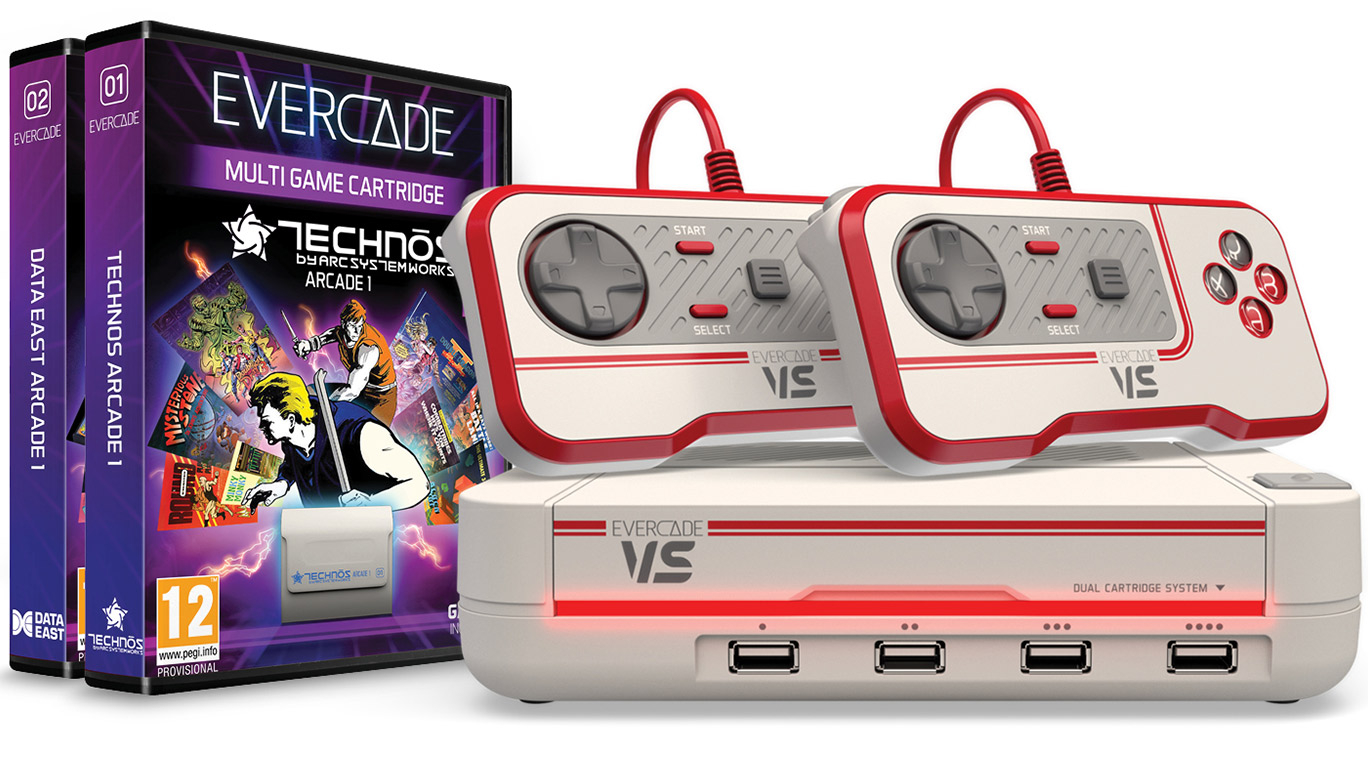 02
EVERCADE
DATA EAST ARCADE 1
DATA
EAST
01
EVERCADE
TECHNOS ARCADE 1
TECHNŌS
BY ARC SYSTEM WORKS
EVERCADE
MULTI GAME CARTRIDGE
TECHNŌS
BY ARC SYSTEM WORKS
ARCADE 1
TECHNŌS ARCADE 1 01
12
www.pegi.info
PROVISIONAL
START
SELECT
EVERCADE
VS
START
SELECT
Y
X
B
A
EVERCADE
VS
EVERCADE
VS
DUAL CARTRIDGE SYSTEM